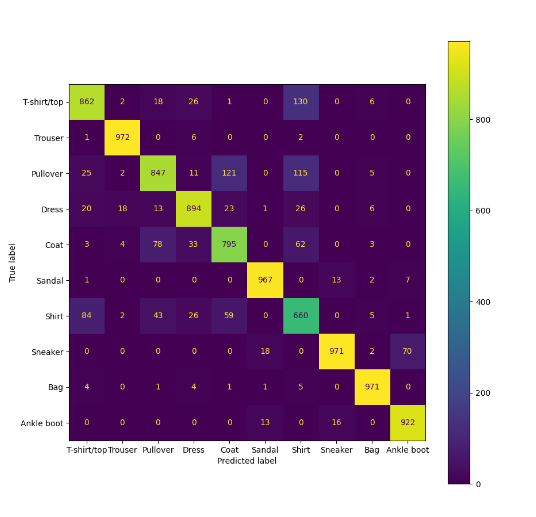 T-shirt/top 862 2 18 26 1 0 130 0 6 0
Trouser 1 972 0 6 0 0 2 0 0 0
Pullover 25 2 847 11 121 0 115 0 5 0
Dress 20 18 13 894 23 1 26 0 6 0
Coat 3 4 78 33 795 0 62 0 3 0
Sandal 1 0 0 0 0 967 0 13 2 7
Shirt 84 2 43 26 59 0 660 0 5 1
Sneaker 0 0 0 0 0 18 0 971 2 70
Bag 4 0 1 4 1 1 5 0 971 0
Ankle boot 0 0 0 0 0 13 0 16 0 922
T-shirt/top Trouser Pullover Dress Coat Sandal Shirt Sneaker Bag Ankle boot
Predicted label
True label
800
600
400
200
0